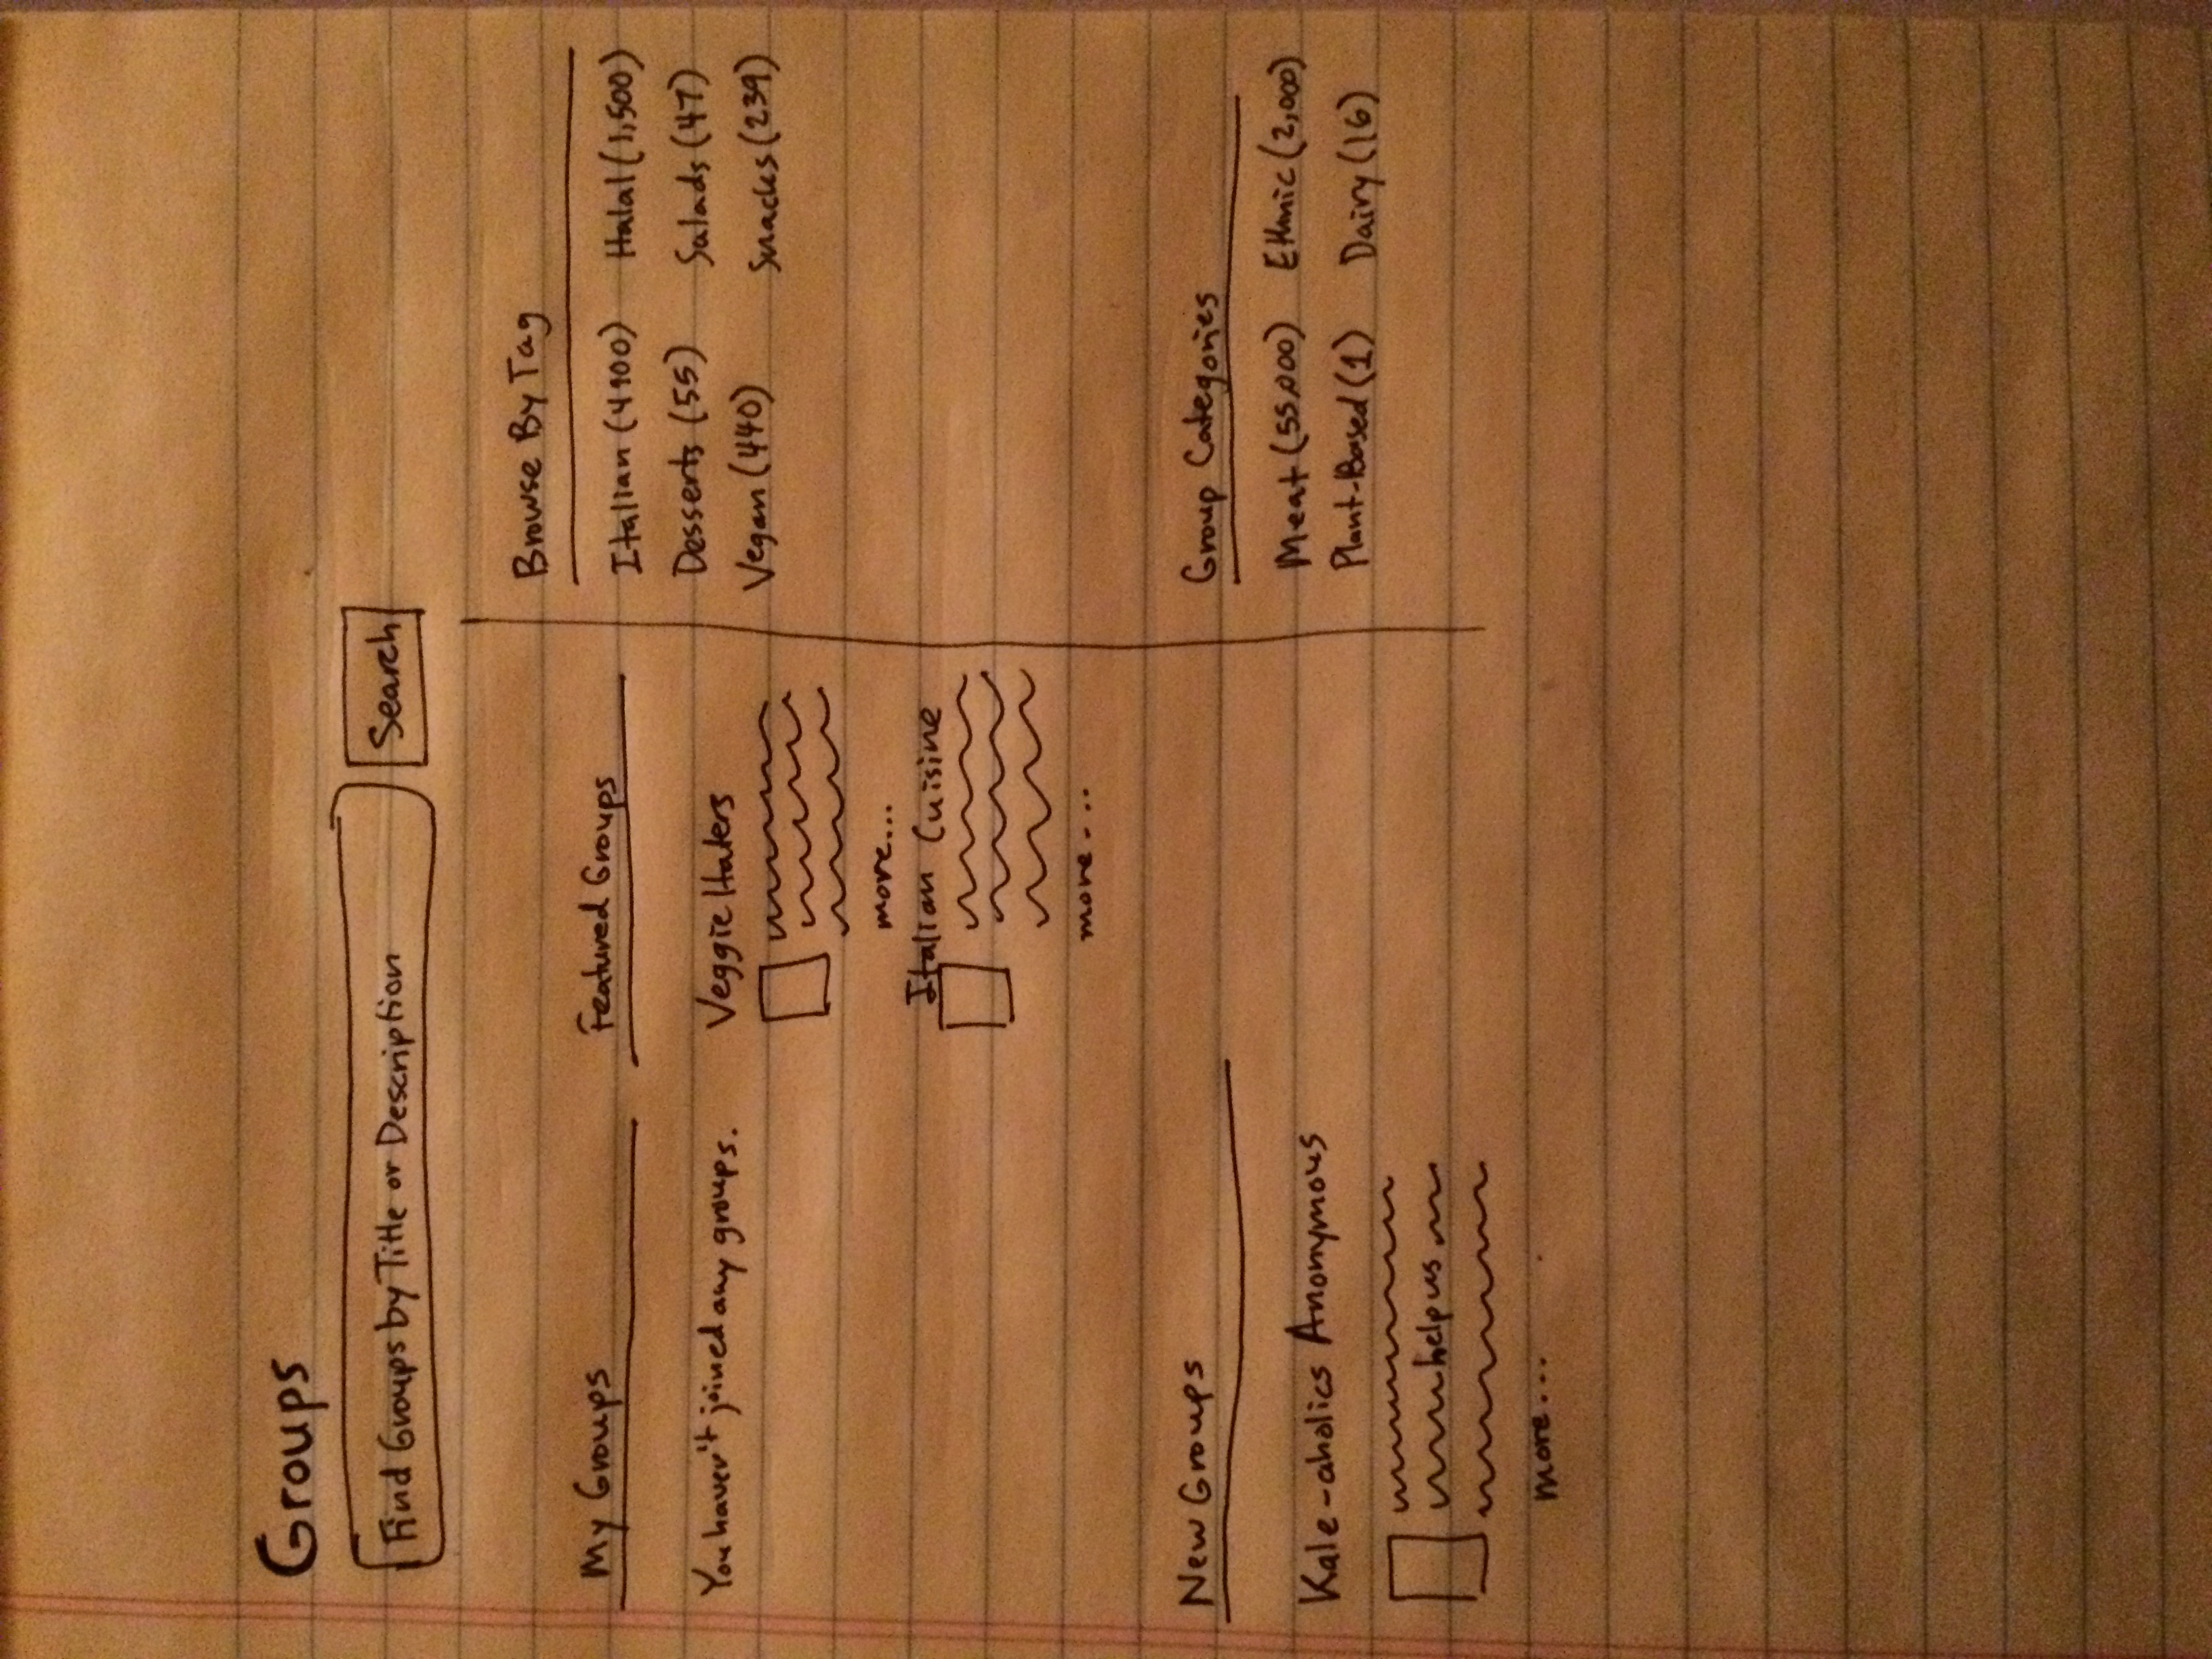 Groups
Find Groups by Title or Description
Search
My Groups
You haven't joined any groups.
Featured Groups
Veggie Haters
more...
Italian Cuisine
more...
New Groups
Kale-aholics Anonymous
help us
more...
Browse By Tag
Italian (4100) Halal (1,500)
Desserts (55) Salads (47)
Vegan (440) Snacks (239)
Group Categories
Meat (55,000) Ethnic (2,000)
Plant-Based (1) Dairy (16)